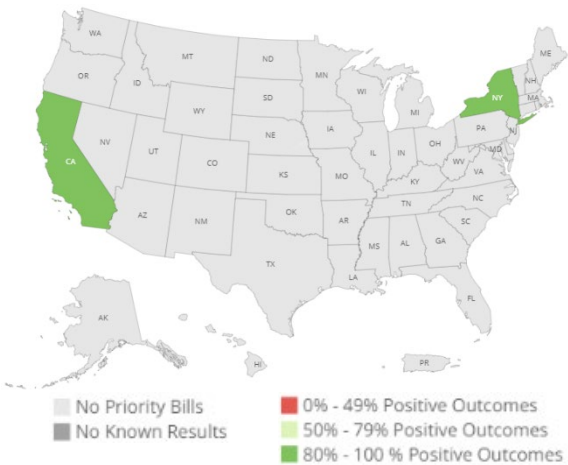 WA
MT
ND
ME
OR
ID
MN
WI
NH
SD
NY
MA
WY
MI
IA
PA
NJ
NE
NV
IL
IN
OH
MD
UT
CO
WV
CA
KS
MO
VA
KY
NC
TN
AZ
NM
OK
AR
SC
MS
AL
GA
TX
LA
FL
AK
HI
PR
No Priority Bills
No Known Results
0% - 49% Positive Outcomes
50% - 79% Positive Outcomes
80% - 100 % Positive Outcomes